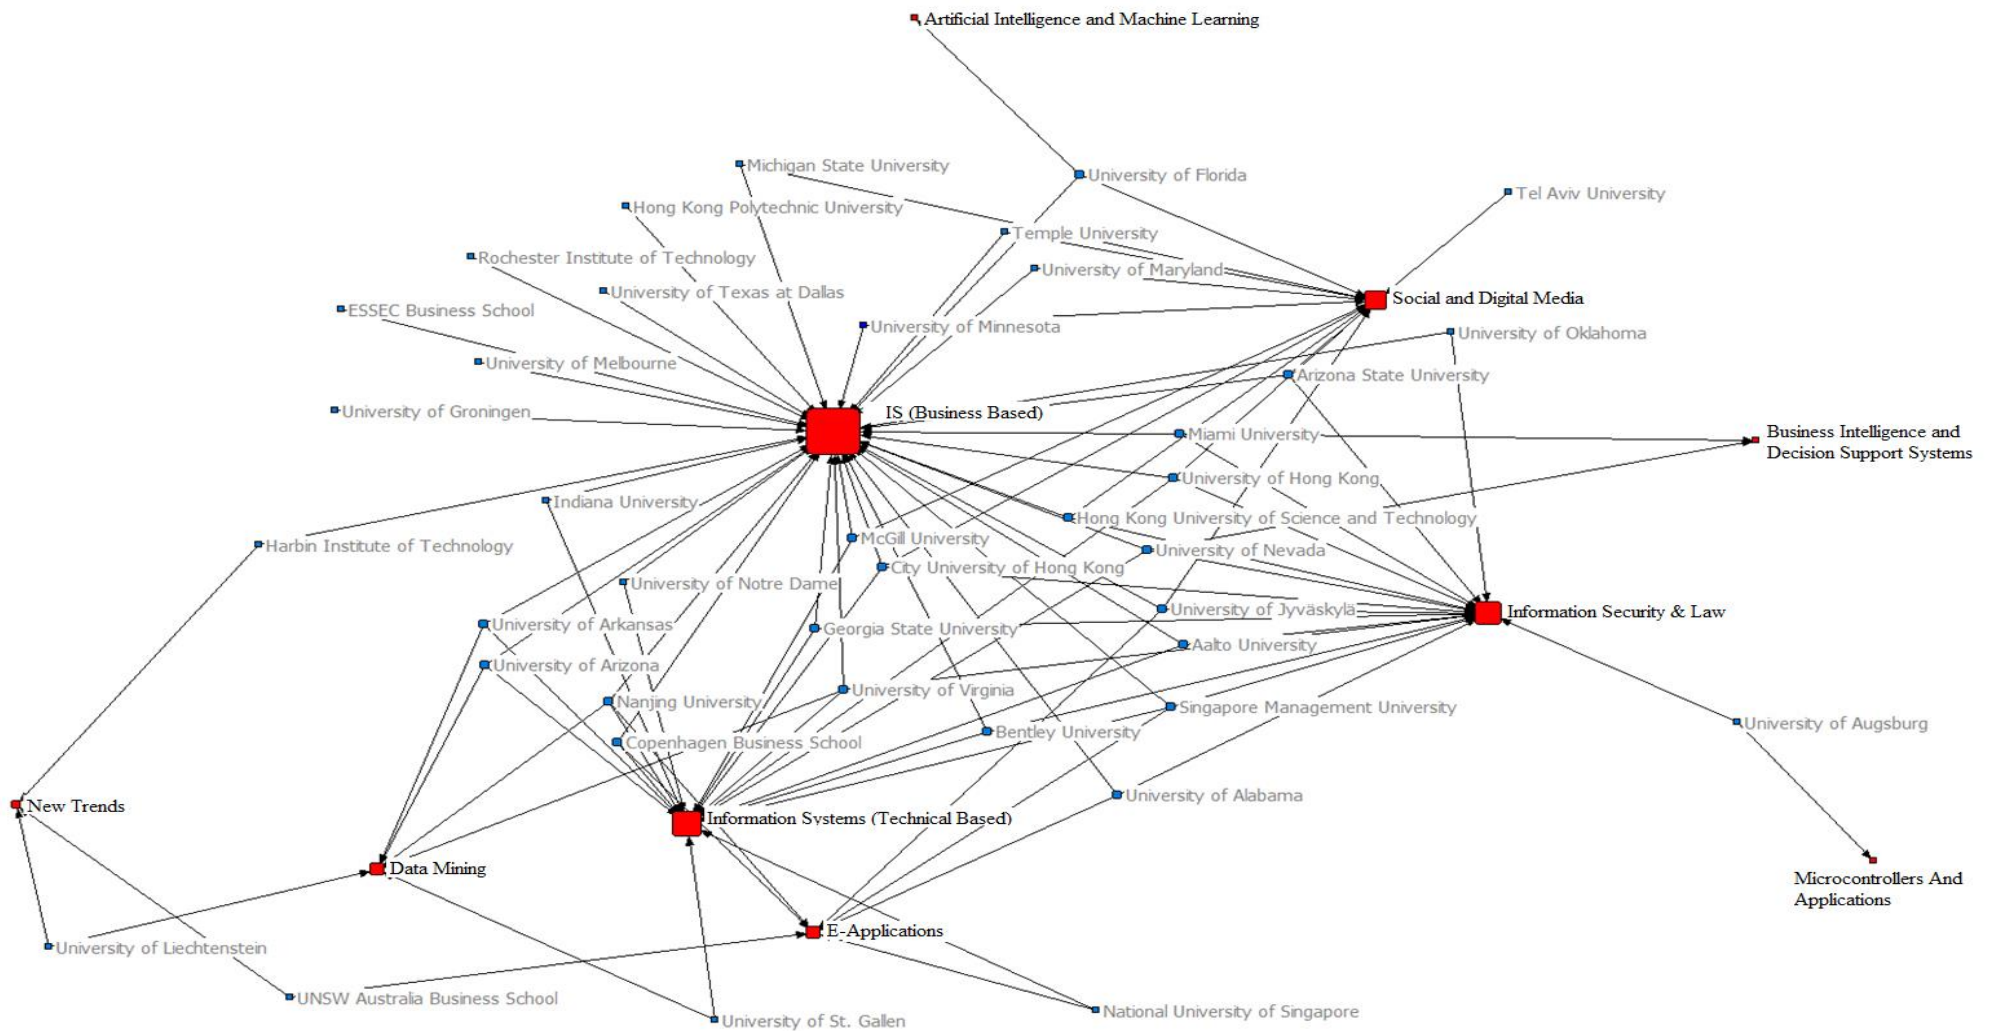 Artificial Intelligence and Machine Learning
Michigan State University
University of Florida
Tel Aviv University
Hong Kong Polytechnic University
Temple University
Rochester Institute of Technology
University of Maryland
University of Texas at Dallas
Social and Digital Media
ESSEC Business School
University of Minnesota
University of Oklahoma
University of Melbourne
Arizona State University
University of Groningen
IS (Business Based)
Miami University
Business Intelligence and
Decision Support Systems
University of Hong Kong
Indiana University
Hong Kong University of Science and Technology
Harbin Institute of Technology
McGill University
University of Nevada
City University of Hong Kong
University of Notre Dame
University of Jyväskylä
Information Security & Law
University of Arkansas
Georgia State University
Aalto University
University of Arizona
University of Virginia
Nanjing University
Singapore Management University
University of Augsburg
Bentley University
Copenhagen Business School
University of Alabama
New Trends
Information Systems (Technical Based)
Data Mining
Microcontrollers And
Applications
E-Applications
University of Liechtenstein
UNSW Australia Business School
National University of Singapore
University of St. Gallen